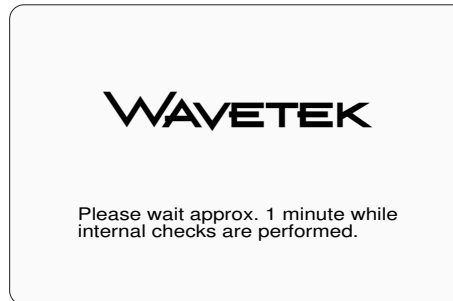 WAVETEK
Please wait approx. 1 minute while
internal checks are performed.